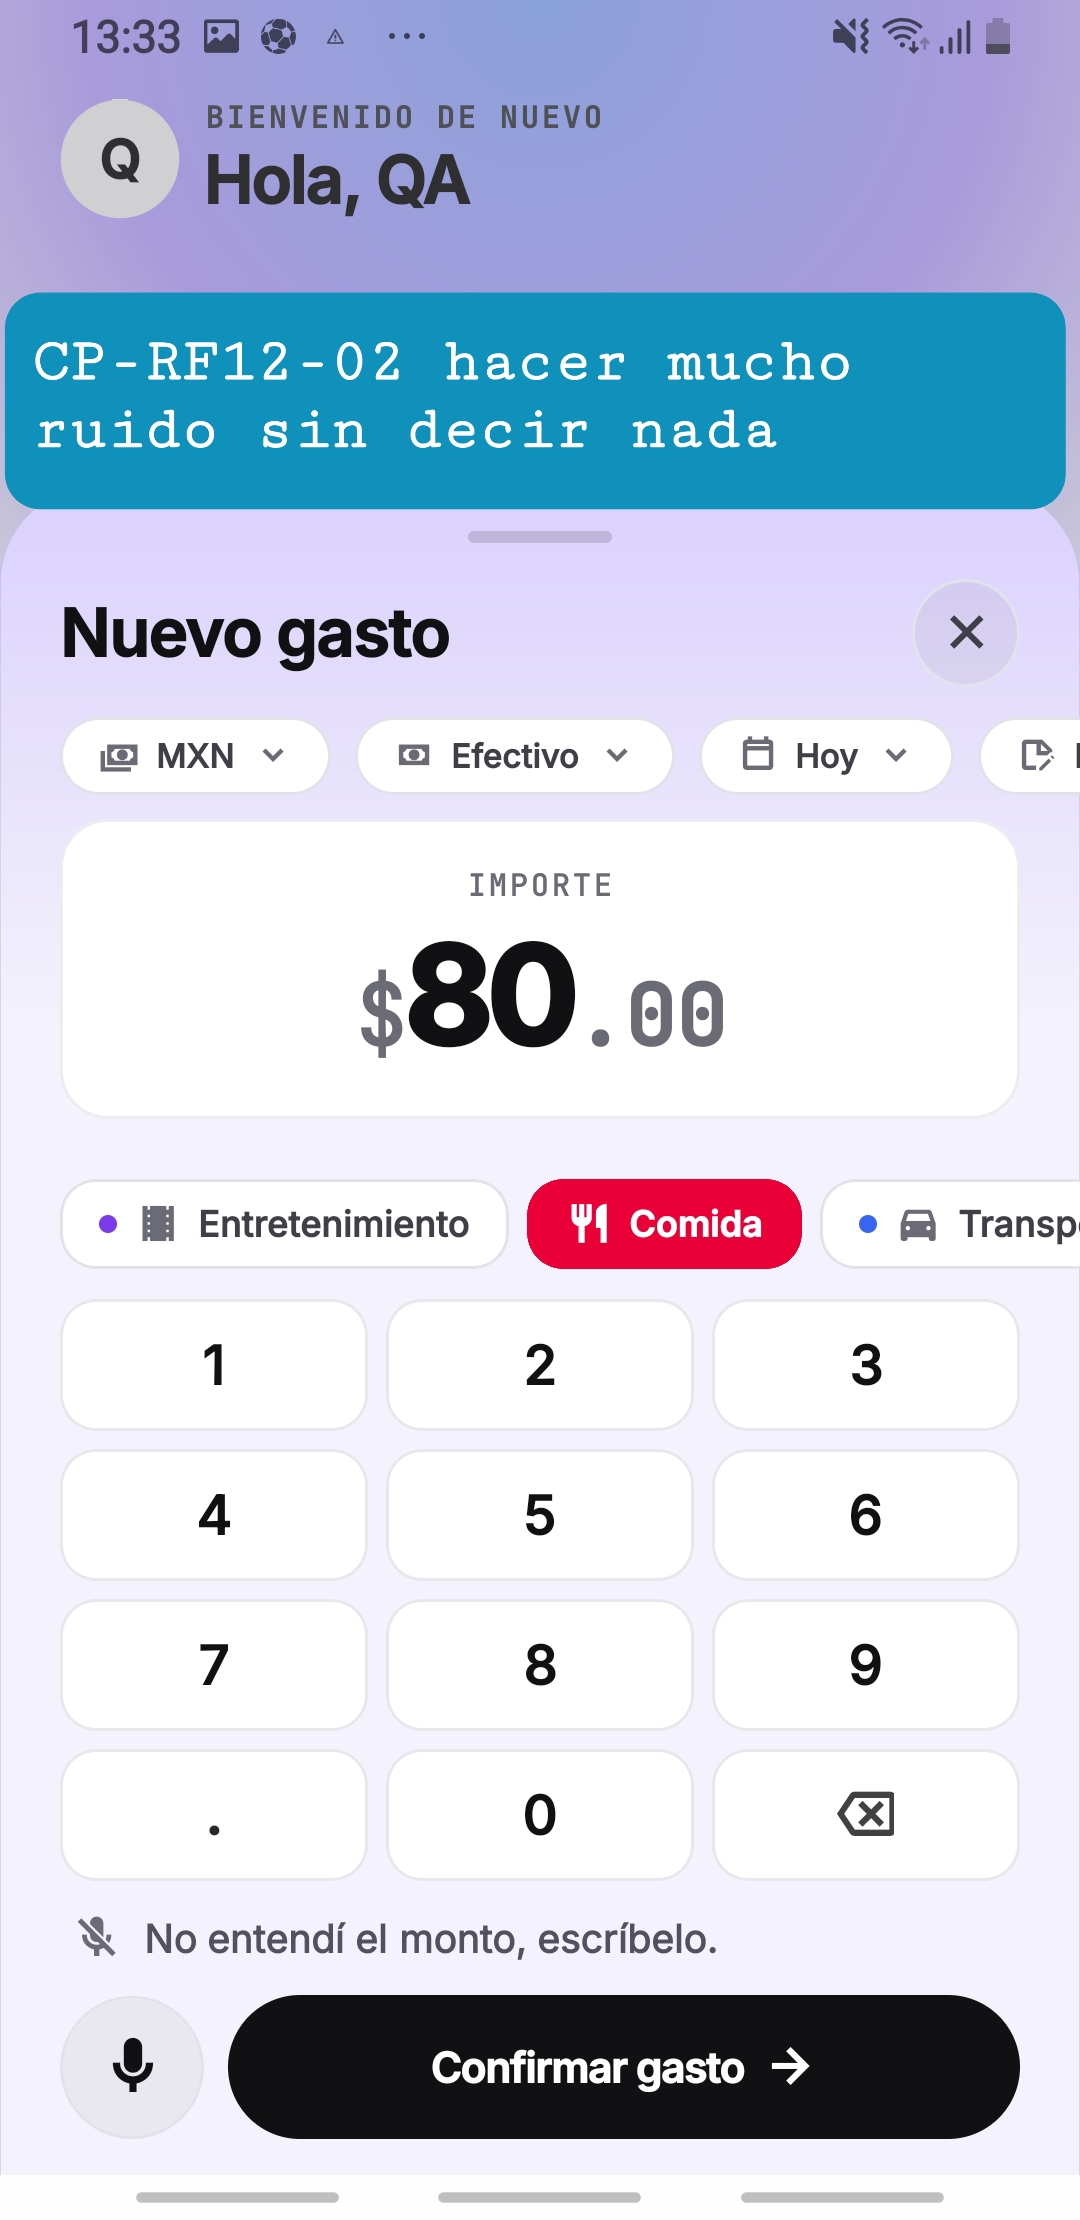 13:33
BIENVENIDO DE NUEVO
Q
Hola, QA
CP-RF12-02 hacer mucho
ruido sin decir nada
Nuevo gasto
MXN
Efectivo
Hoy
IMPORTE
$80.00
Entretenimiento
Comida
Transp
1
2
3
4
5
6
7
8
9
.
0
No entendí el monto, escríbelo.
Confirmar gasto →